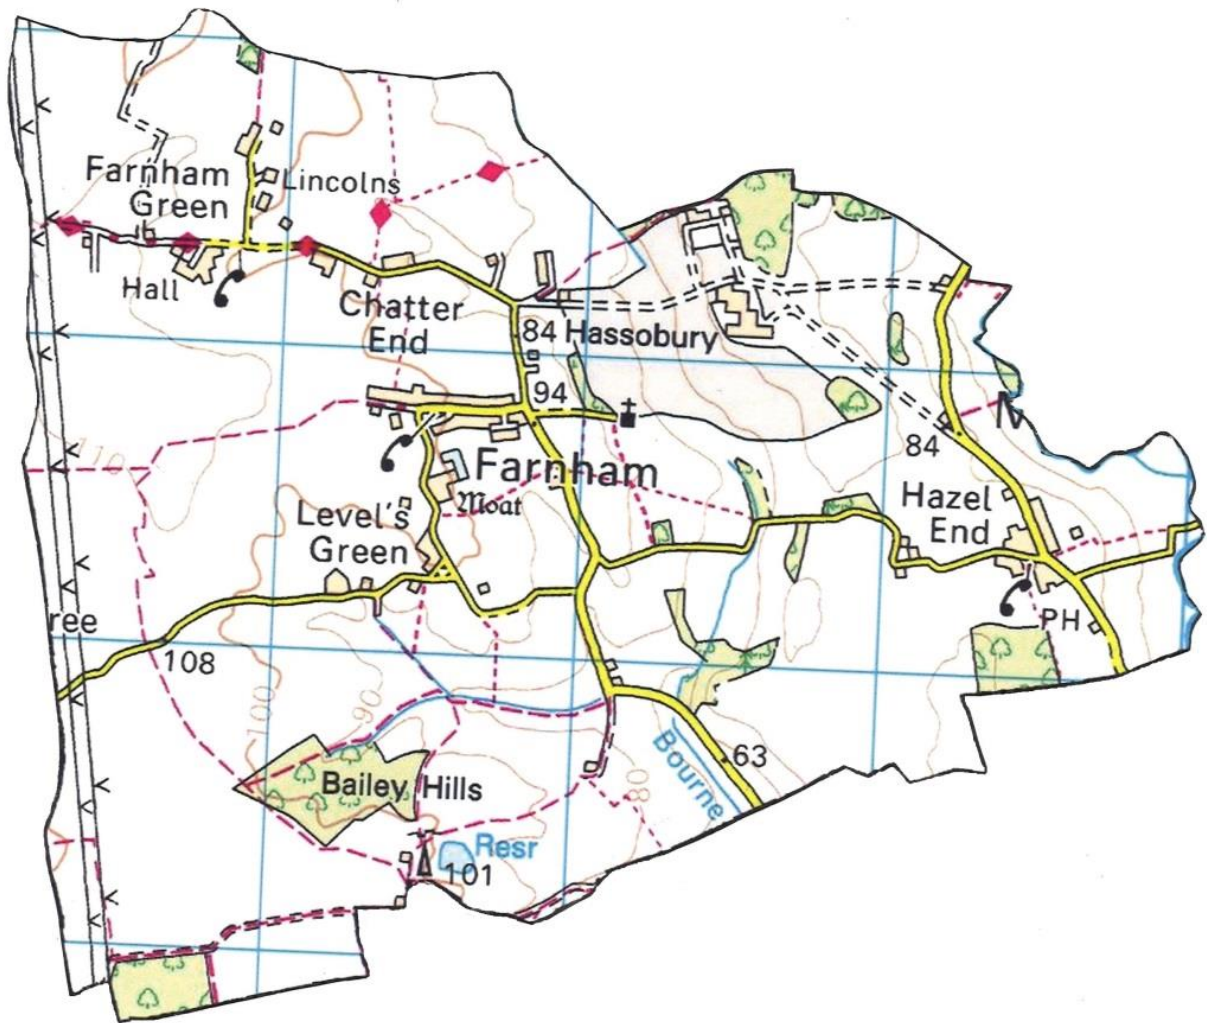 Farnham
Green
Lincolns
Hall
Chatter
End
84
Hassobury
94
84
110
Farnham
Moat
Hazel
End
Level's
Green
ree
PH
108
100
90
63
Bourne
Bailey Hills
80
Resr
101
N